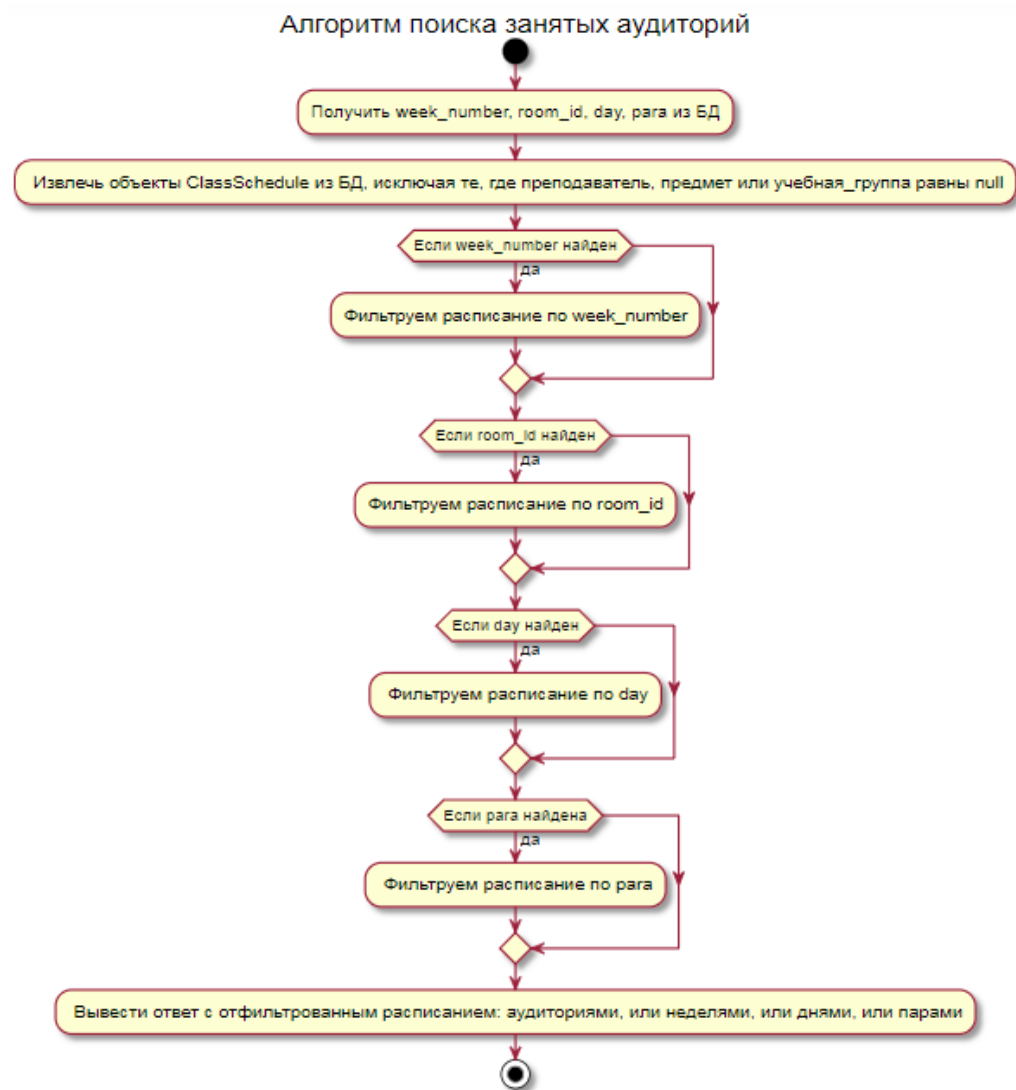 Алгоритм поиска занятых аудиторий
Получить week_number, room_id, day, para из БД
Извлечь объекты ClassSchedule из БД, исключая те, где преподаватель, предмет или учебная_группа равны null
Если week_number найден
да
Фильтруем расписание по week_number
Если room_id найден
да
Фильтруем расписание по room_id
Если day найден
да
Фильтруем расписание по day
Если para найдена
да
Фильтруем расписание по para
Вывести ответ с отфильтрованным расписанием: аудиториями, или неделями, или днями, или парами